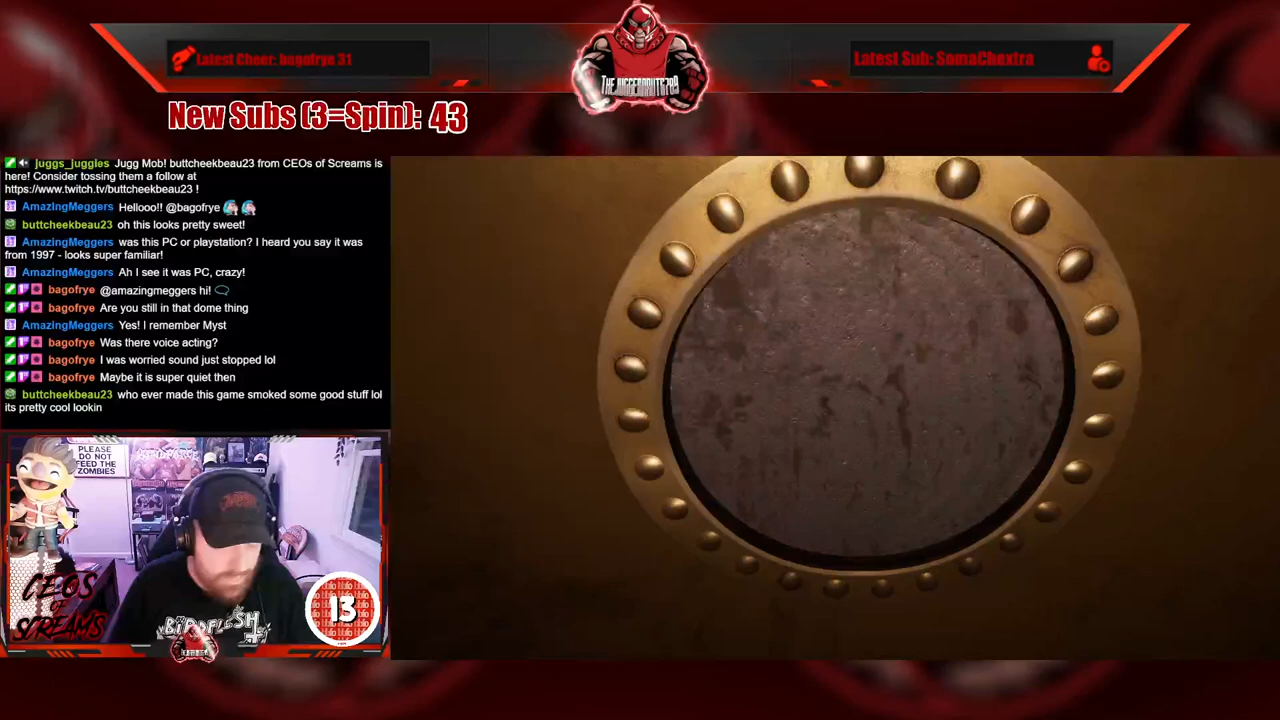 Latest Cheer: bagofrye 31
THEJUGGERNAUT6789
Latest Sub: SomaChextra
New Subs (3=Spin): 43
juggs_juggies Jugg Mob! buttcheekbeau23 from CEOs of Screams is
here! Consider tossing them a follow at
https://www.twitch.tv/buttcheekbeau23 !
AmazingMeggers Hellooo!! @bagofrye
buttcheekbeau23 oh this looks pretty sweet!
AmazingMeggers was this PC or playstation? I heard you say it was
from 1997 - looks super familiar!
AmazingMeggers Ah I see it was PC, crazy!
bagofrye @amazingmeggers hi!
bagofrye Are you still in that dome thing
AmazingMeggers Yes! I remember Myst
bagofrye Was there voice acting?
bagofrye I was worried sound just stopped lol
bagofrye Maybe it is super quiet then
buttcheekbeau23 who ever made this game smoked some good stuff lol
its pretty cool lookin
PLEASE
DO NOT
FEED THE
ZOMBIES
CEOS
OF
SCREAMS
BIRDFLESH
13